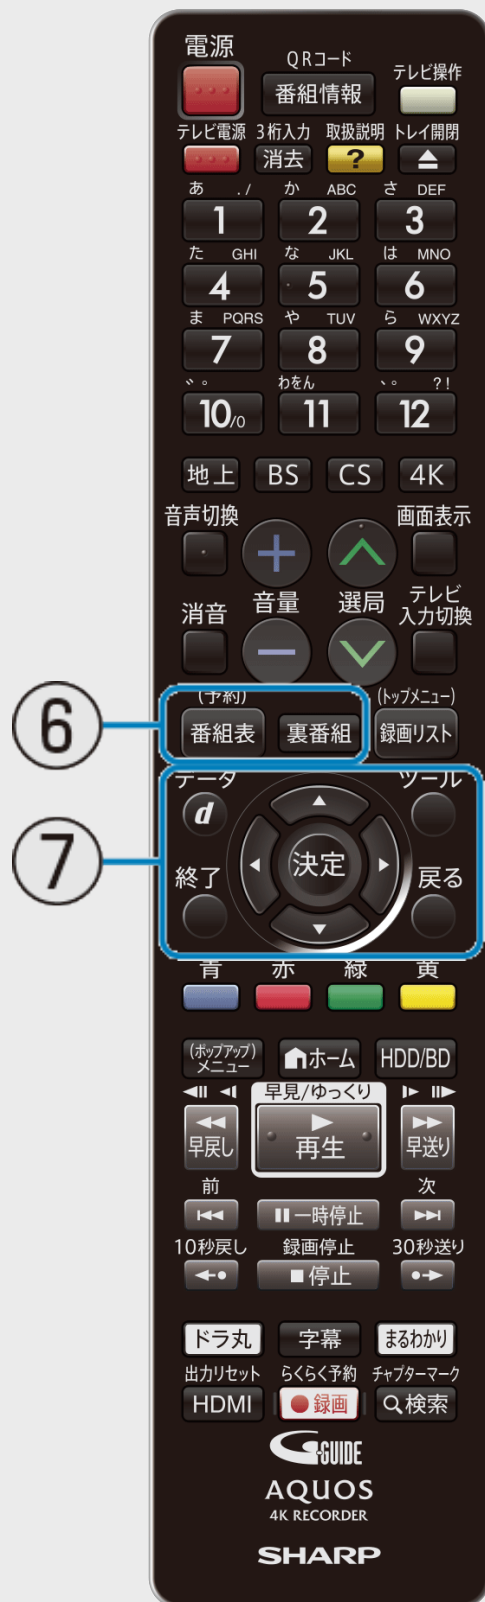 電源
QRコード
番組情報
テレビ操作
テレビ電源 3桁入力 取扱説明 トレイ開閉
消去 ?
あ ./ か ABC さ DEF
1 2 3
た GHI な JKL は MNO
4 5 6
ま PQRS や TUV ら WXYZ
7 8 9
゛゜ わをん 、。 ?!
10/0 11 12
地上 BS CS 4K
音声切換 画面表示
消音 音量 選局 テレビ
入力切換
(予約) (トップメニュー)
⑥ 番組表 裏番組 録画リスト
データ ツール
d
⑦ 決定
終了 戻る
青 赤 緑 黄
(ポップアップ)
メニュー ホーム HDD/BD
早見/ゆっくり
早戻し 再生 早送り
前 次
一時停止
10秒戻し 録画停止 30秒送り
停止
ドラ丸 字幕 まるわかり
出力リセット らくらく予約 チャプターマーク
HDMI 録画 検索
G-GUIDE
AQUOS
4K RECORDER
SHARP